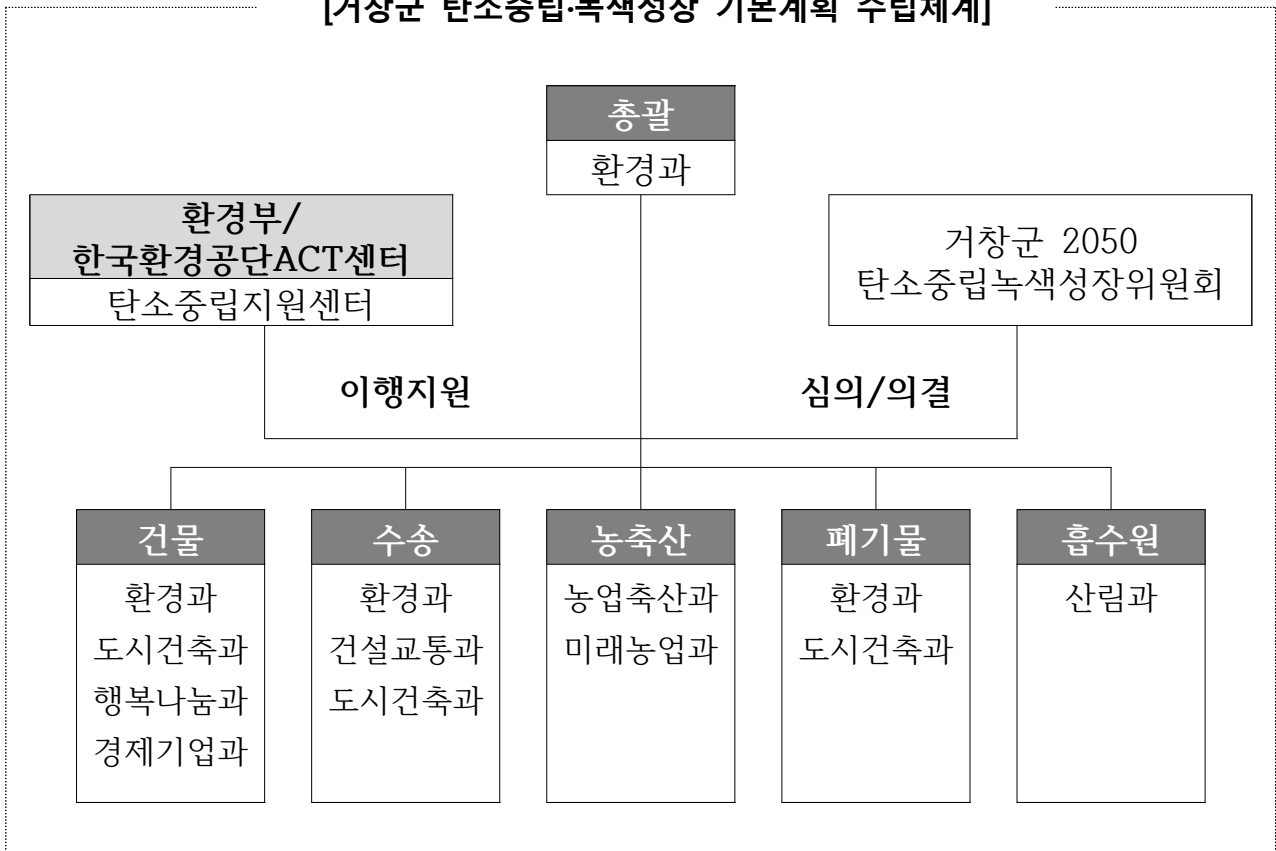 [거창군 탄소중립·녹색성장 기본계획 수립체계]
총괄
환경과
환경부/
한국환경공단ACT센터
탄소중립지원센터
거창군 2050
탄소중립녹색성장위원회
이행지원
심의/의결
건물
환경과
도시건축과
행복나눔과
경제기업과
수송
환경과
건설교통과
도시건축과
농축산
농업축산과
미래농업과
폐기물
환경과
도시건축과
흡수원
산림과